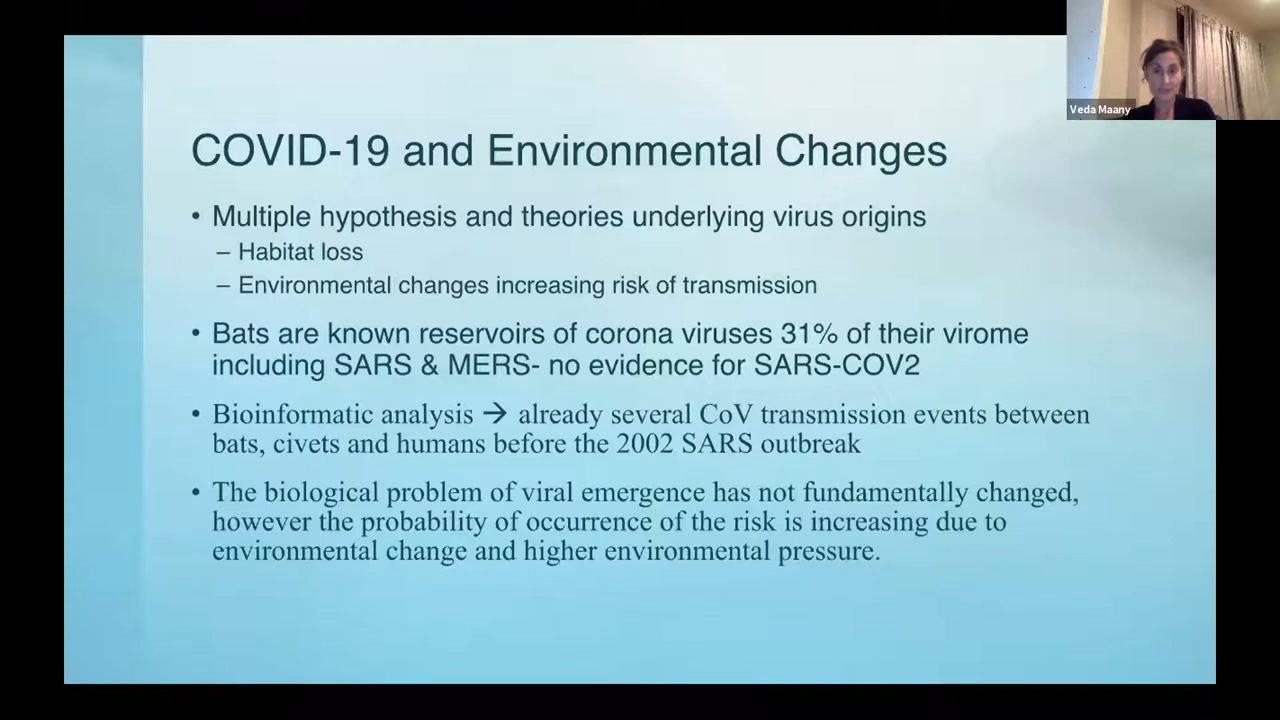 Veda Maany
COVID-19 and Environmental Changes
• Multiple hypothesis and theories underlying virus origins
– Habitat loss
– Environmental changes increasing risk of transmission
• Bats are known reservoirs of corona viruses 31% of their virome
including SARS & MERS- no evidence for SARS-COV2
• Bioinformatic analysis → already several CoV transmission events between
bats, civets and humans before the 2002 SARS outbreak
• The biological problem of viral emergence has not fundamentally changed,
however the probability of occurrence of the risk is increasing due to
environmental change and higher environmental pressure.